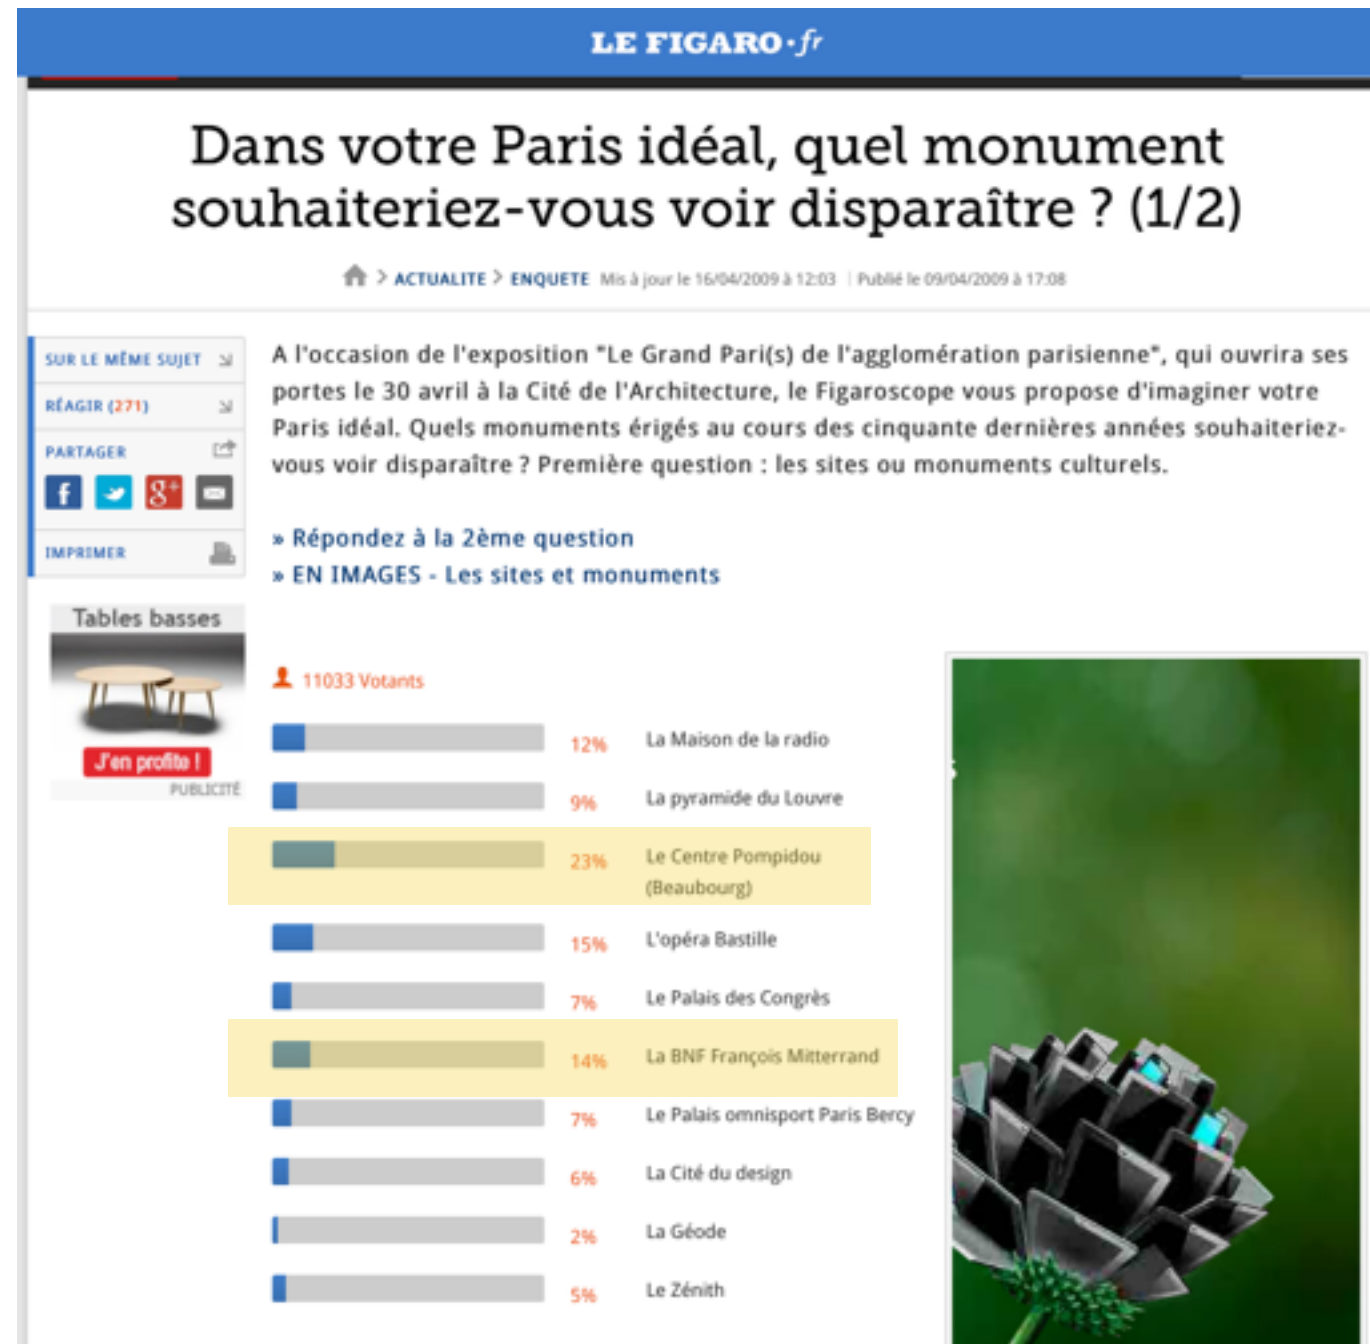 LE FIGARO·fr
Dans votre Paris idéal, quel monument
souhaiteriez-vous voir disparaître ? (1/2)
> ACTUALITE > ENQUETE Mis à jour le 16/04/2009 à 12:03 | Publié le 09/04/2009 à 17:08
SUR LE MÊME SUJET
RÉAGIR (271)
PARTAGER
f 8+
IMPRIMER
A l'occasion de l'exposition "Le Grand Pari(s) de l'agglomération parisienne", qui ouvrira ses
portes le 30 avril à la Cité de l'Architecture, le Figaroscope vous propose d'imaginer votre
Paris idéal. Quels monuments érigés au cours des cinquante dernières années souhaiteriez-
vous voir disparaître ? Première question : les sites ou monuments culturels.
» Répondez à la 2ème question
» EN IMAGES - Les sites et monuments
Tables basses
J'en profite !
PUBLICITÉ
11033 Votants
12% La Maison de la radio
9% La pyramide du Louvre
23% Le Centre Pompidou
(Beaubourg)
15% L'opéra Bastille
7% Le Palais des Congrès
14% La BNF François Mitterrand
7% Le Palais omnisport Paris Bercy
6% La Cité du design
2% La Géode
5% Le Zénith